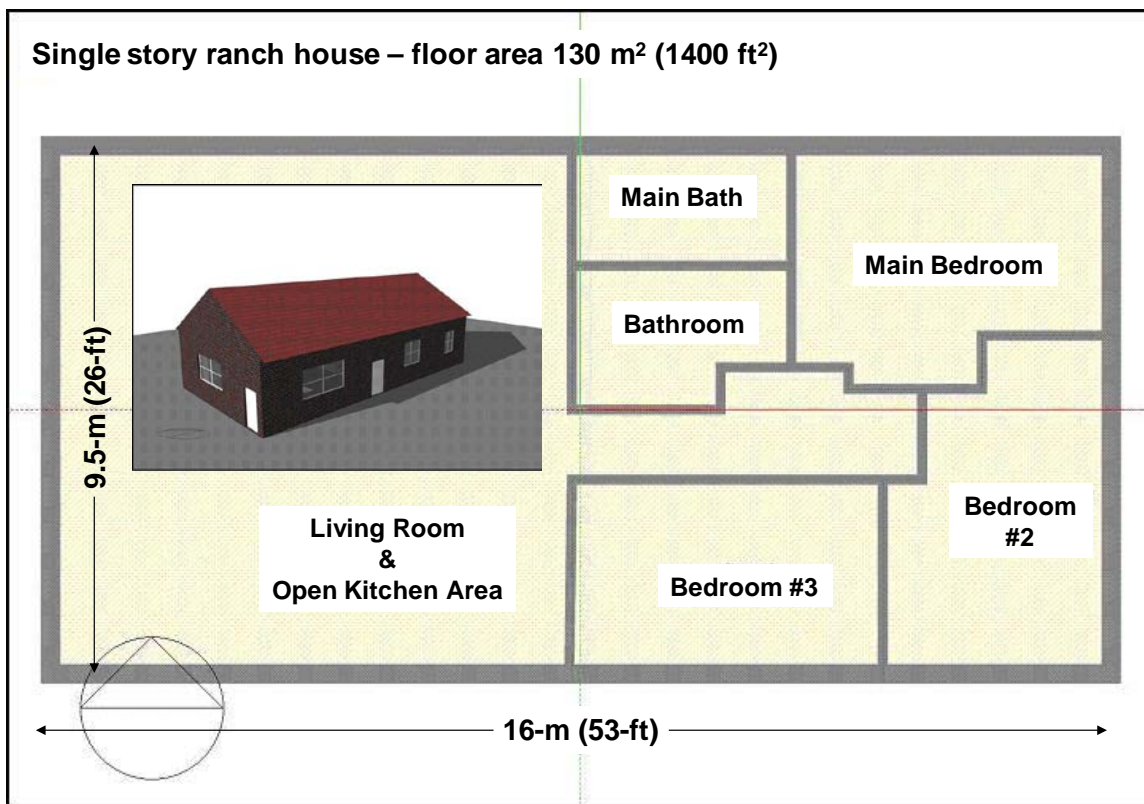 Single story ranch house – floor area 130 m² (1400 ft²)
Main Bath
Main Bedroom
Bathroom
9.5-m (26-ft)
Living Room
&
Open Kitchen Area
Bedroom #3
Bedroom
#2
16-m (53-ft)